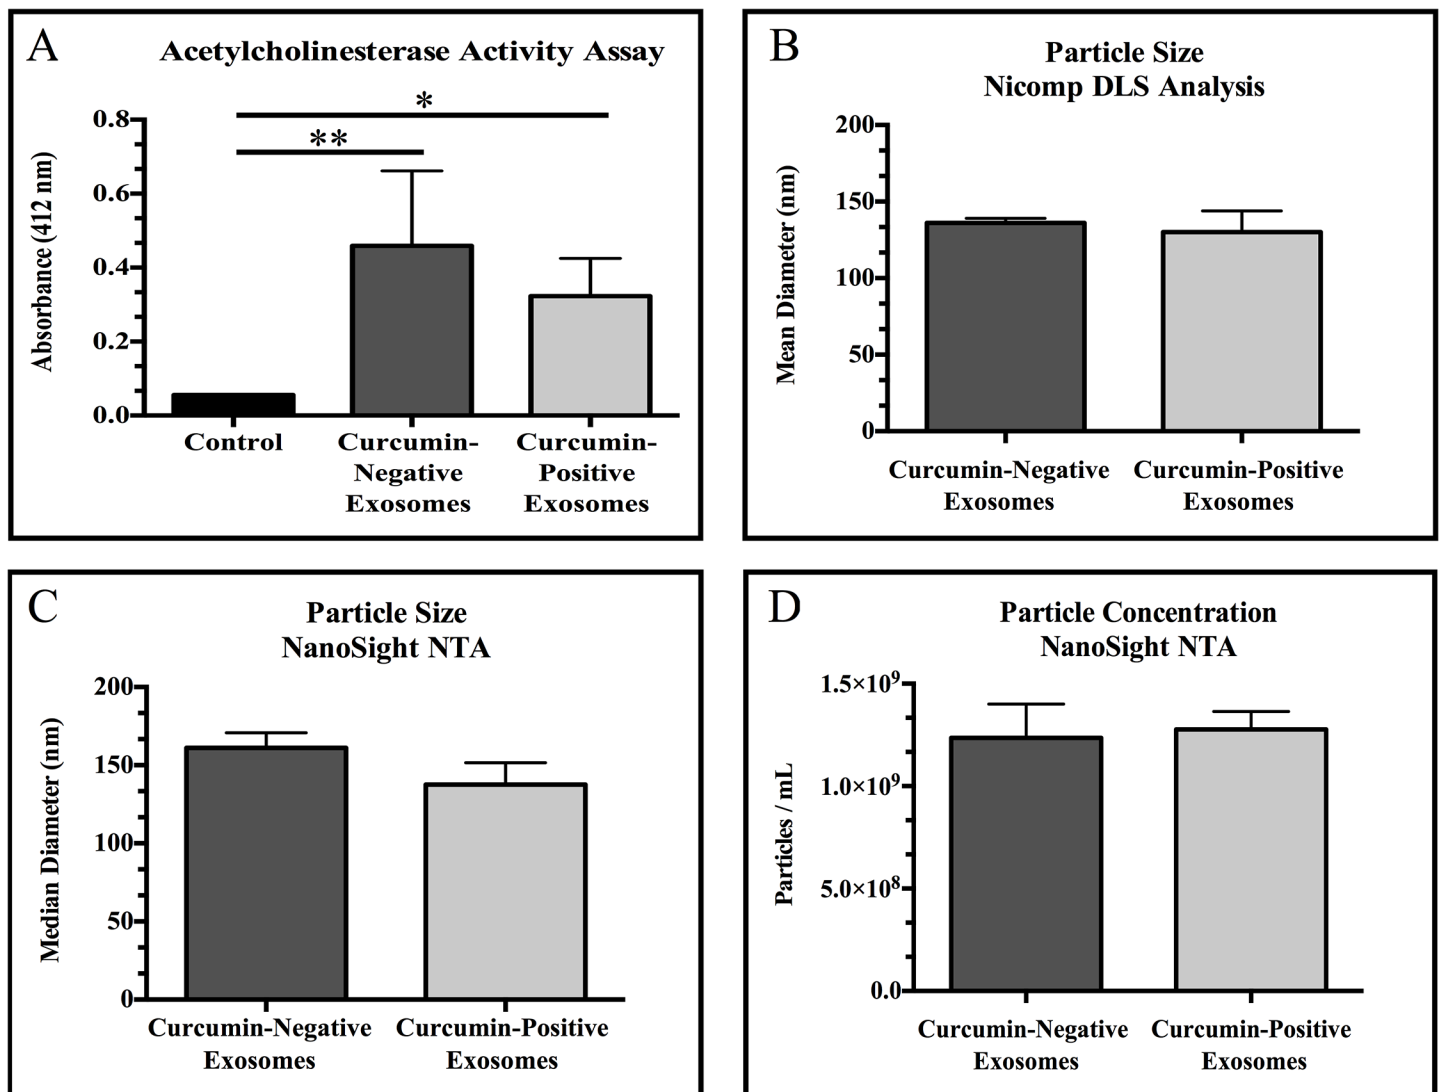 A
Acetylcholinesterase Activity Assay
*
**
0.8
0.6
0.4
0.2
0.0
Absorbance (412 nm)
Control
Curcumin-
Negative
Exosomes
Curcumin-
Positive
Exosomes
B
Particle Size
Nicomp DLS Analysis
200
150
100
50
0
Mean Diameter (nm)
Curcumin-Negative
Exosomes
Curcumin-Positive
Exosomes
C
Particle Size
NanoSight NTA
200
150
100
50
0
Median Diameter (nm)
Curcumin-Negative
Exosomes
Curcumin-Positive
Exosomes
D
Particle Concentration
NanoSight NTA
1.5×10⁹
1.0×10⁹
5.0×10⁸
0.0
Particles / mL
Curcumin-Negative
Exosomes
Curcumin-Positive
Exosomes